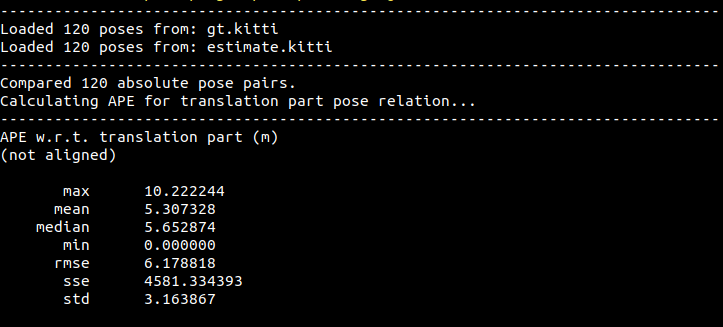 --------------------------------------------------------------------------------
Loaded 120 poses from: gt.kitti
Loaded 120 poses from: estimate.kitti
--------------------------------------------------------------------------------
Compared 120 absolute pose pairs.
Calculating APE for translation part pose relation...
--------------------------------------------------------------------------------
APE w.r.t. translation part (m)
(not aligned)
max 10.222244
mean 5.307328
median 5.652874
min 0.000000
rmse 6.178818
sse 4581.334393
std 3.163867